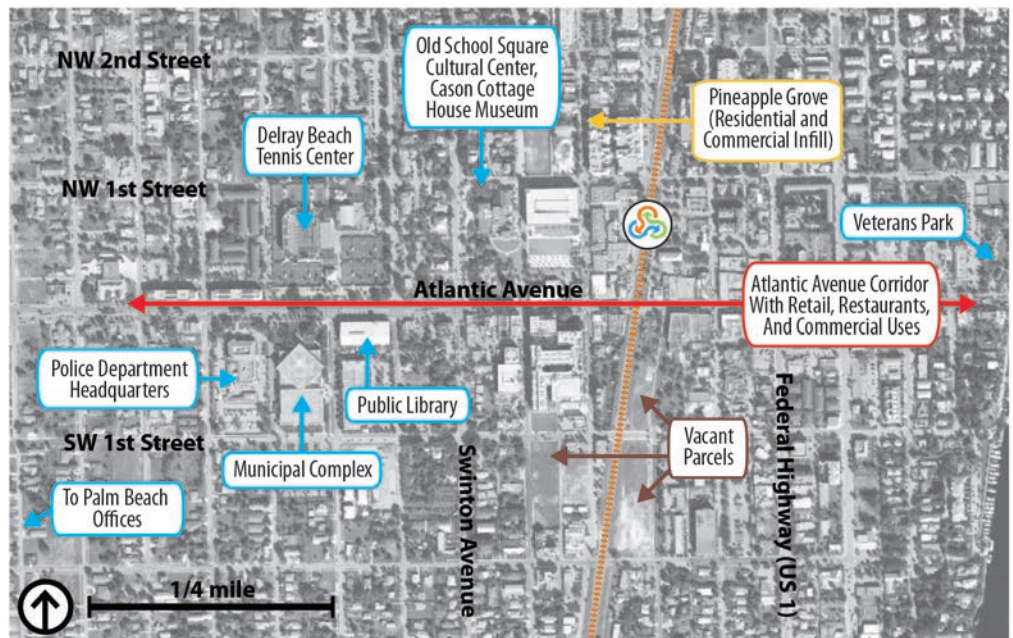 NW 2nd Street
Old School Square
Cultural Center,
Cason Cottage
House Museum
Pineapple Grove
(Residential and
Commercial Infill)
Delray Beach
Tennis Center
NW 1st Street
Veterans Park
Atlantic Avenue
Atlantic Avenue Corridor
With Retail, Restaurants,
And Commercial Uses
Police Department
Headquarters
Public Library
SW 1st Street
Municipal Complex
Vacant
Parcels
Swinton Avenue
Federal Highway (US 1)
To Palm Beach
Offices
1/4 mile